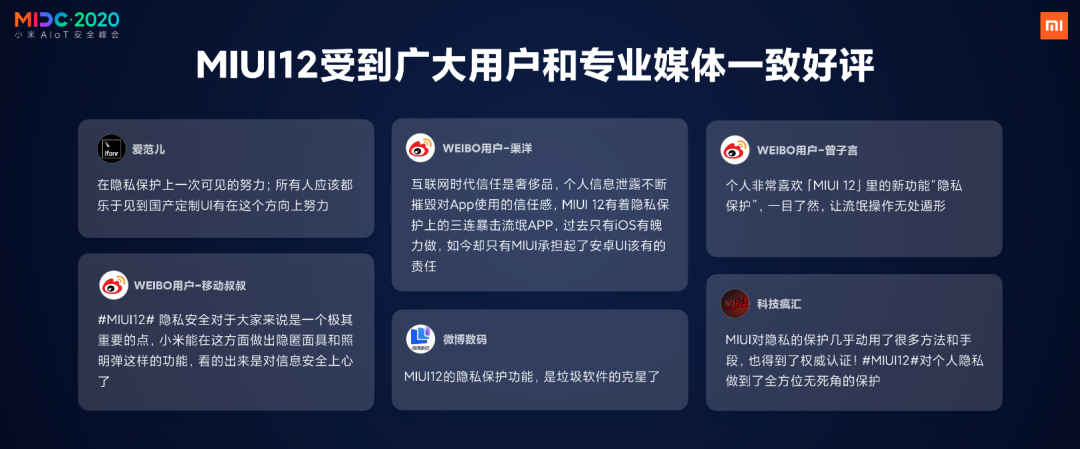 MIDC·2020
小米AIoT安全峰会
mi
MIUI12受到广大用户和专业媒体一致好评
ifanr
爱范儿
在隐私保护上一次可见的努力；所有人应该都
乐于见到国产定制UI有在这个方向上努力
WEIBO用户-移动叔叔
#MIUI12# 隐私安全对于大家来说是一个极其
重要的点，小米能在这方面做出隐匿面具和照
明弹这样的功能，看的出来是对信息安全上心
了
WEIBO用户-渠洋
互联网时代信任是奢侈品，个人信息泄露不断
摧毁对App使用的信任感，MIUI 12有着隐私保
护上的三连暴击流氓APP，过去只有iOS有魄
力做，如今却只有MIUI承担起了安卓UI该有的
责任
微博数码
微博数码
MIUI12的隐私保护功能，是垃圾软件的克星了
WEIBO用户-曾子言
个人非常喜欢「MIUI 12」里的新功能“隐私
保护”，一目了然，让流氓操作无处遁形
科技疯汇
MIUI对隐私的保护几乎动用了很多方法和手
段，也得到了权威认证！#MIUI12#对个人隐私
做到了全方位无死角的保护